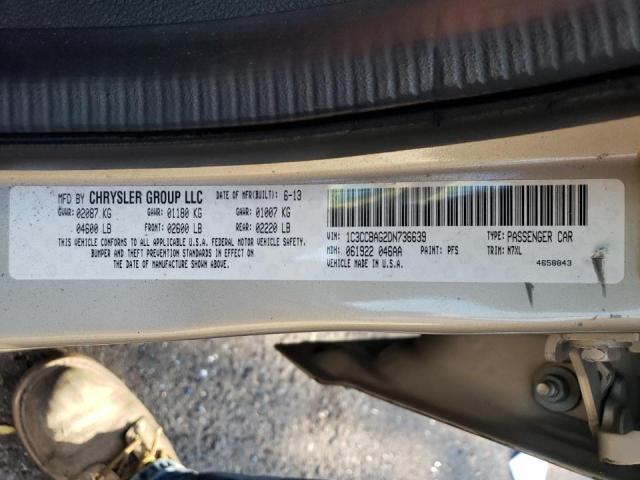 MFD BY CHRYSLER GROUP LLC DATE OF MFR(BUILT): 6-13
GVWR: 02087 KG GAWR: 01180 KG GAWR: 01007 KG
04600 LB FRONT: 02600 LB REAR: 02220 LB
THIS VEHICLE CONFORMS TO ALL APPLICABLE U.S.A. FEDERAL MOTOR VEHICLE SAFETY,
BUMPER AND THEFT PREVENTION STANDARDS IN EFFECT ON
THE DATE OF MANUFACTURE SHOWN ABOVE.
VIN: 1C3CCBAG2DN736639 TYPE: PASSENGER CAR
MDH: 061922 046AA PAINT: PFS TRIM: M7XL
VEHICLE MADE IN U.S.A. 4658843